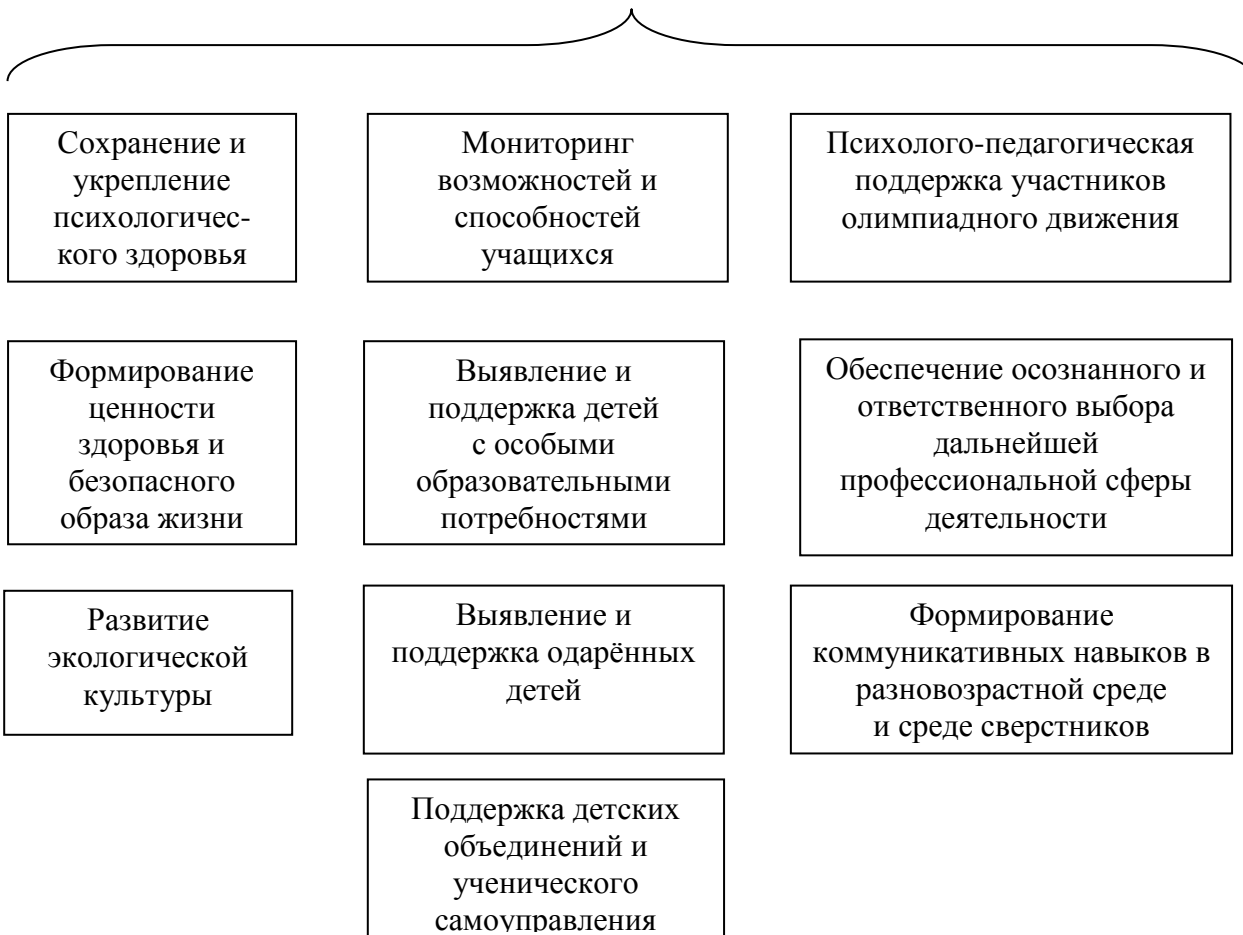 Сохранение и
укрепление
психологичес-
кого здоровья
Мониторинг
возможностей и
способностей
учащихся
Психолого-педагогическая
поддержка участников
олимпиадного движения
Формирование
ценности
здоровья и
безопасного
образа жизни
Выявление и
поддержка детей
с особыми
образовательными
потребностями
Обеспечение осознанного и
ответственного выбора
дальнейшей
профессиональной сферы
деятельности
Развитие
экологической
культуры
Выявление и
поддержка одарённых
детей
Формирование
коммуникативных навыков в
разновозрастной среде
и среде сверстников
Поддержка детских
объединений и
ученического
самоуправления